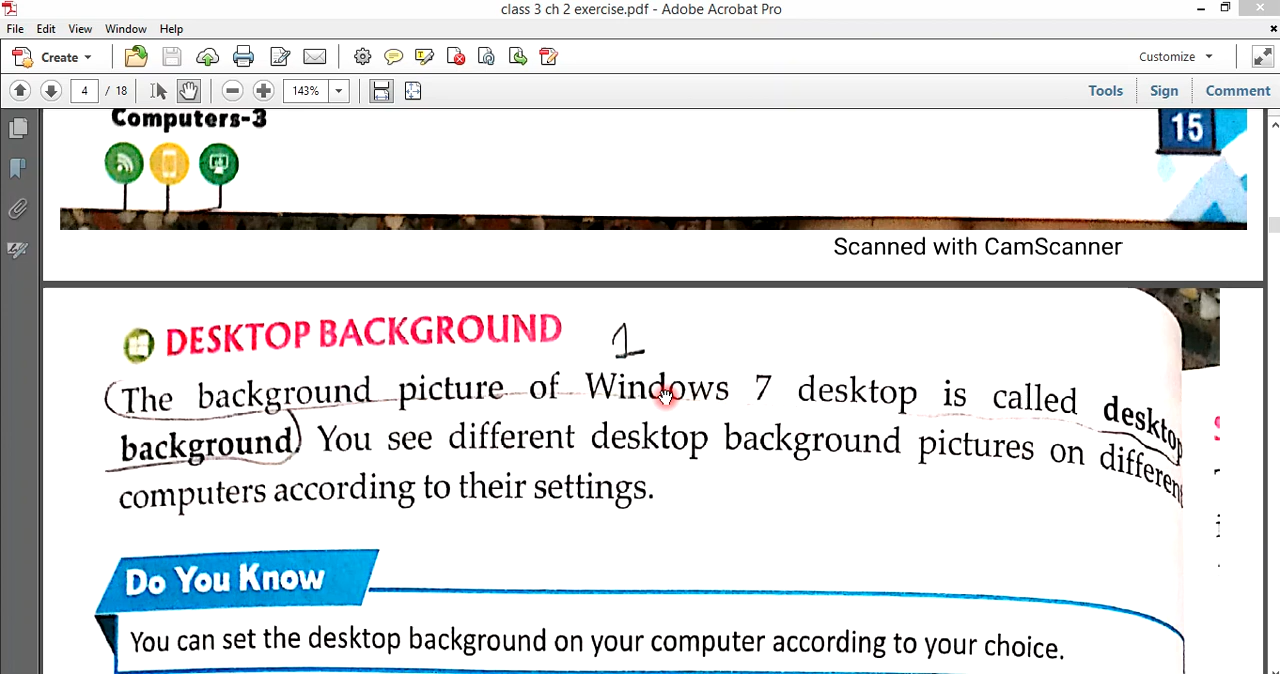 class 3 ch 2 exercise.pdf - Adobe Acrobat Pro
File Edit View Window Help
Create Customize
4 / 18 143% Tools Sign Comment
Computers-3
15
Scanned with CamScanner
DESKTOP BACKGROUND 1
The background picture of Windows 7 desktop is called desktop
background. You see different desktop background pictures on different
computers according to their settings.
Do You Know
You can set the desktop background on your computer according to your choice.